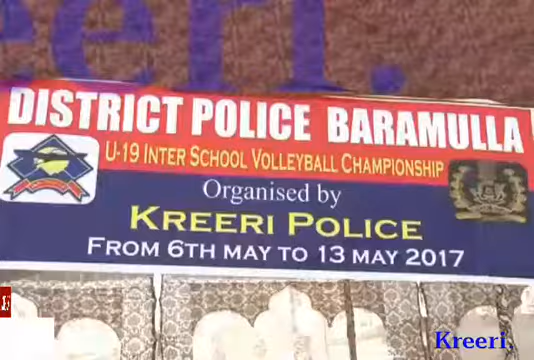 DISTRICT POLICE BARAMULLA
U-19 INTER SCHOOL VOLLEYBALL CHAMPIONSHIP
Organised by
KREERI POLICE
FROM 6TH MAY TO 13 MAY 2017
Kreeri,